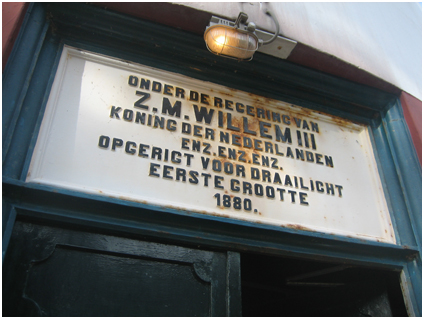 ONDER DE REGERING VAN
Z.M. WILLEM III
KONING DER NEDERLANDEN
ENZ. ENZ. ENZ.
OPGERIGT VOOR DRAAILICHT
EERSTE GROOTTE
1880.